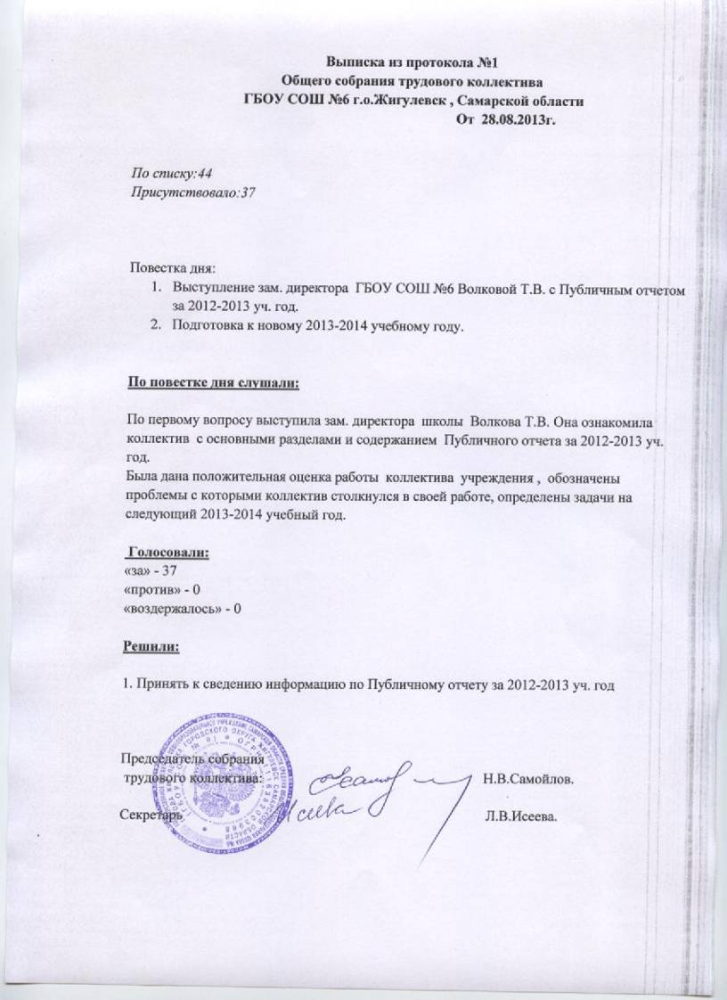 Выписка из протокола №1
Общего собрания трудового коллектива
ГБОУ СОШ №6 г.о.Жигулевск , Самарской области
От 28.08.2013г.
По списку:44
Присутствовало:37
Повестка дня:
1. Выступление зам. директора ГБОУ СОШ №6 Волковой Т.В. с Публичным отчетом
за 2012-2013 уч. год.
2. Подготовка к новому 2013-2014 учебному году.
По повестке дня слушали:
По первому вопросу выступила зам. директора школы Волкова Т.В. Она ознакомила
коллектив с основными разделами и содержанием Публичного отчета за 2012-2013 уч.
год.
Была дана положительная оценка работы коллектива учреждения , обозначены
проблемы с которыми коллектив столкнулся в своей работе, определены задачи на
следующий 2013-2014 учебный год.
Голосовали:
«за» - 37
«против» - 0
«воздержалось» - 0
Решили:
1. Принять к сведению информацию по Публичному отчету за 2012-2013 уч. год
Председатель собрания
трудового коллектива: Н.В.Самойлов.
Секретарь Л.В.Исеева.